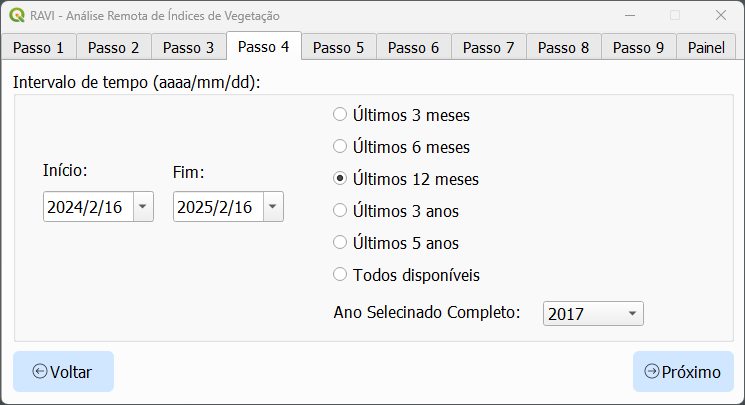 RAVI - Análise Remota de Índices de Vegetação
Passo 1 Passo 2 Passo 3 Passo 4 Passo 5 Passo 6 Passo 7 Passo 8 Passo 9 Painel
Intervalo de tempo (aaaa/mm/dd):
Início:
2024/2/16
Fim:
2025/2/16
Últimos 3 meses
Últimos 6 meses
Últimos 12 meses
Últimos 3 anos
Últimos 5 anos
Todos disponíveis
Ano Selecinado Completo: 2017
Voltar
Próximo